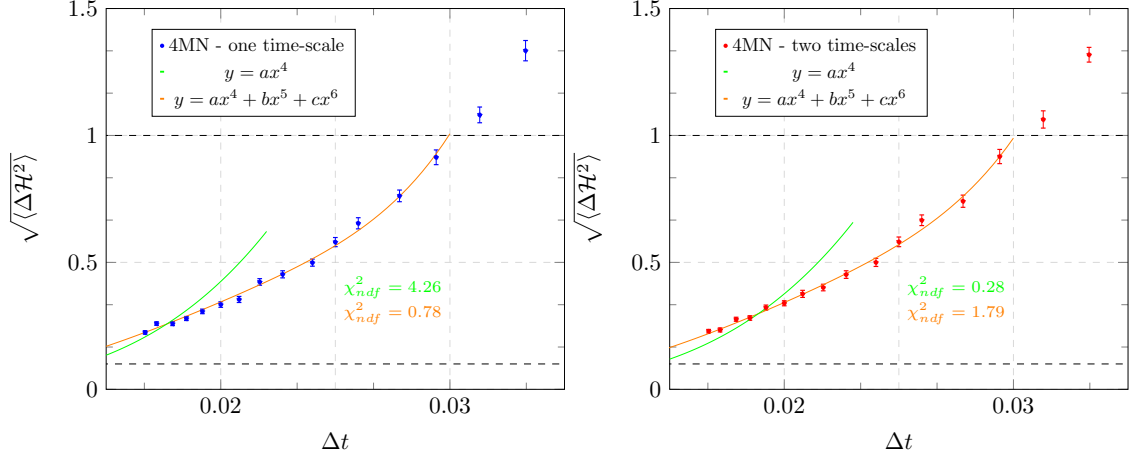 1.5
4MN - one time-scale
y = ax⁴
y = ax⁴ + bx⁵ + cx⁶
1
√⟨Δℋ²⟩
0.5
χ²ndf = 4.26
χ²ndf = 0.78
0
0.02
0.03
Δt
1.5
4MN - two time-scales
y = ax⁴
y = ax⁴ + bx⁵ + cx⁶
1
√⟨Δℋ²⟩
0.5
χ²ndf = 0.28
χ²ndf = 1.79
0
0.02
0.03
Δt